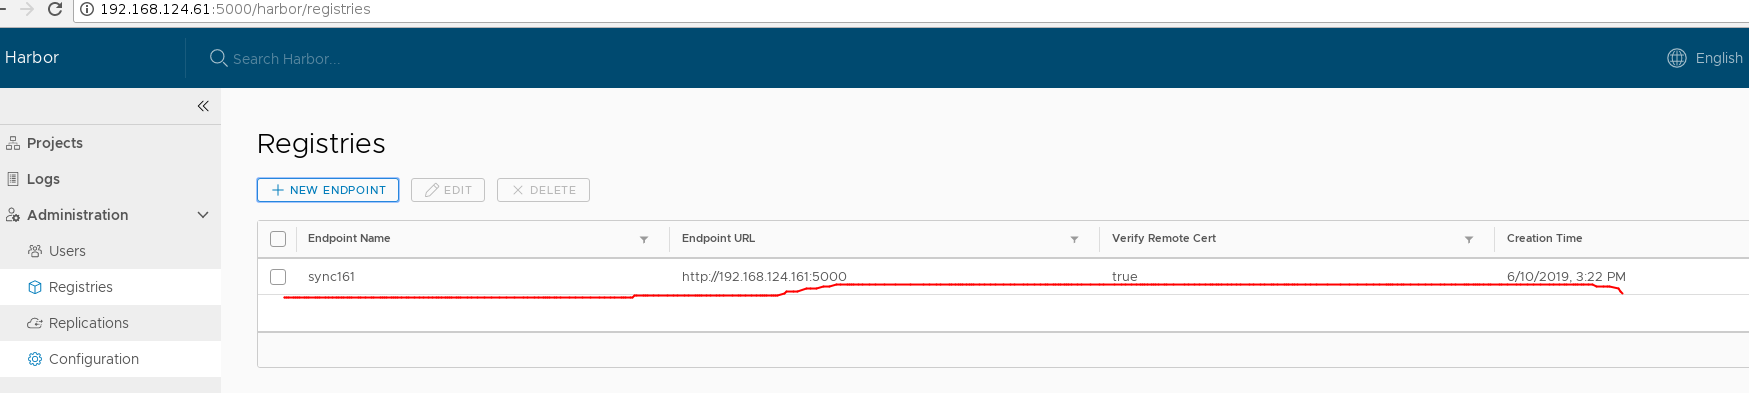 192.168.124.61:5000/harbor/registries
Harbor
Search Harbor...
English
Projects
Logs
Administration
Users
Registries
Replications
Configuration
Registries
NEW ENDPOINT EDIT DELETE
Endpoint Name Endpoint URL Verify Remote Cert Creation Time
sync161 http://192.168.124.161:5000 true 6/10/2019, 3:22 PM